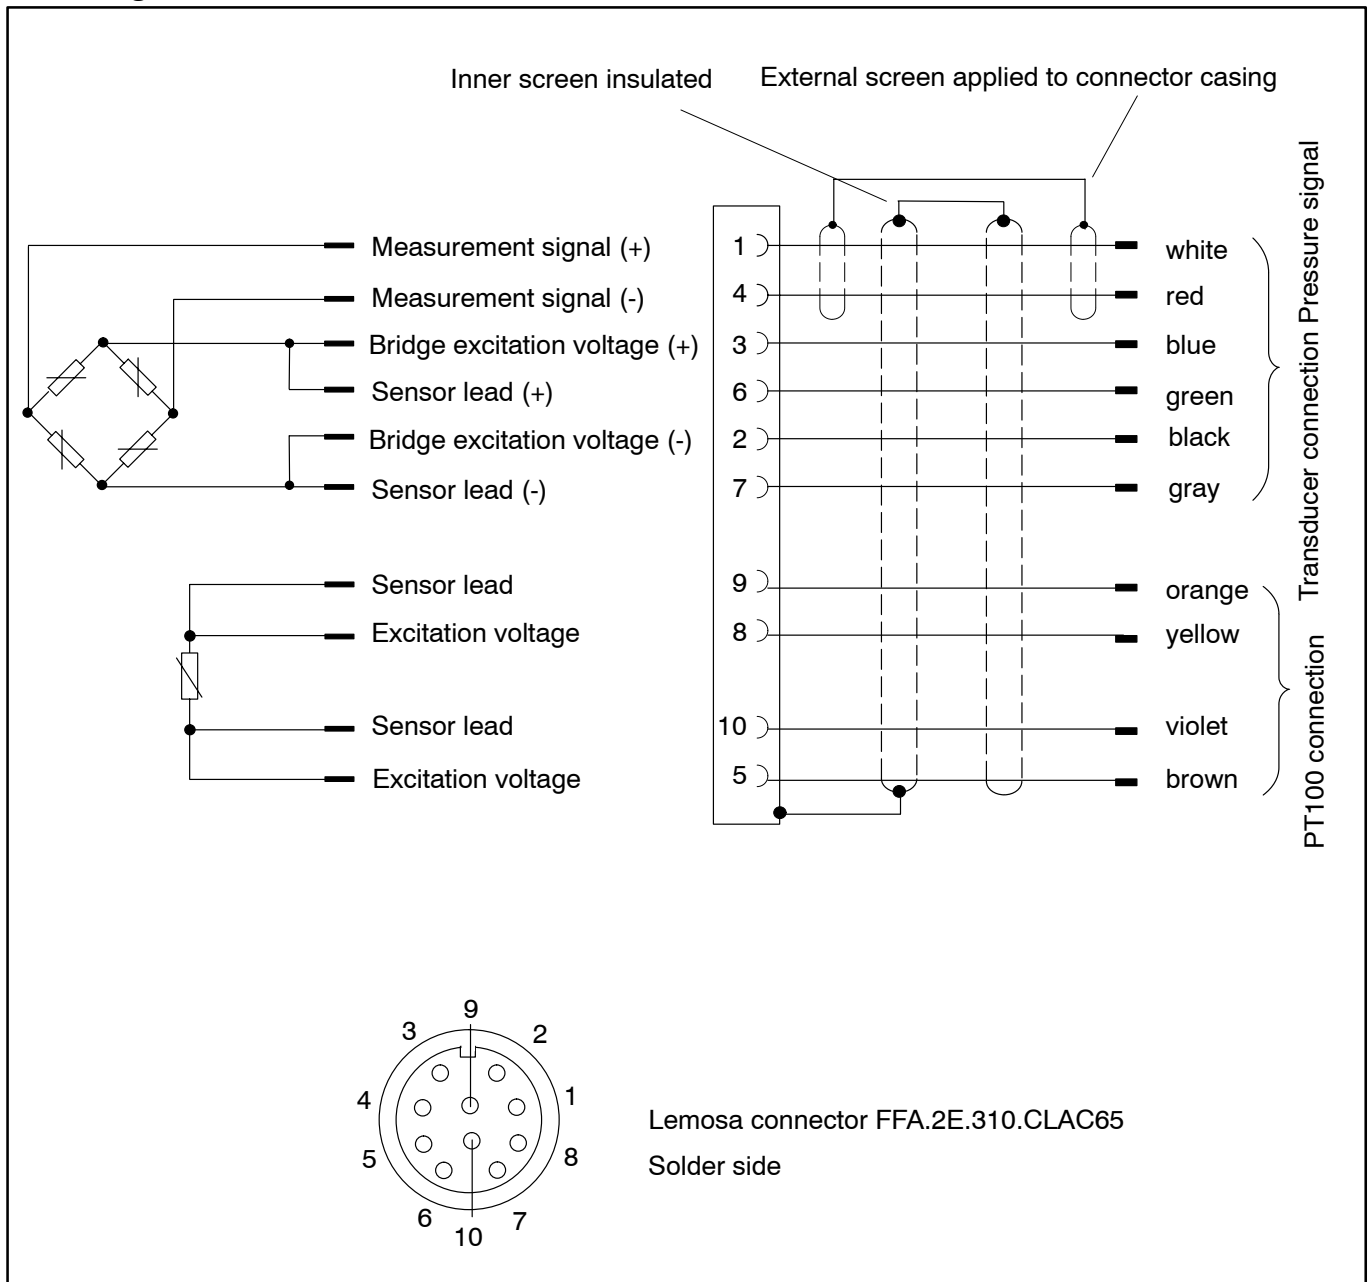 Inner screen insulated
External screen applied to connector casing
Measurement signal (+)
1
white
Measurement signal (-)
4
red
Bridge excitation voltage (+)
3
blue
Sensor lead (+)
6
green
Bridge excitation voltage (-)
2
black
Sensor lead (-)
7
gray
Transducer connection Pressure signal
Sensor lead
9
orange
Excitation voltage
8
yellow
Sensor lead
10
violet
Excitation voltage
5
brown
PT100 connection
9
3
2
4
1
5
8
6
7
10
Lemosa connector FFA.2E.310.CLAC65
Solder side